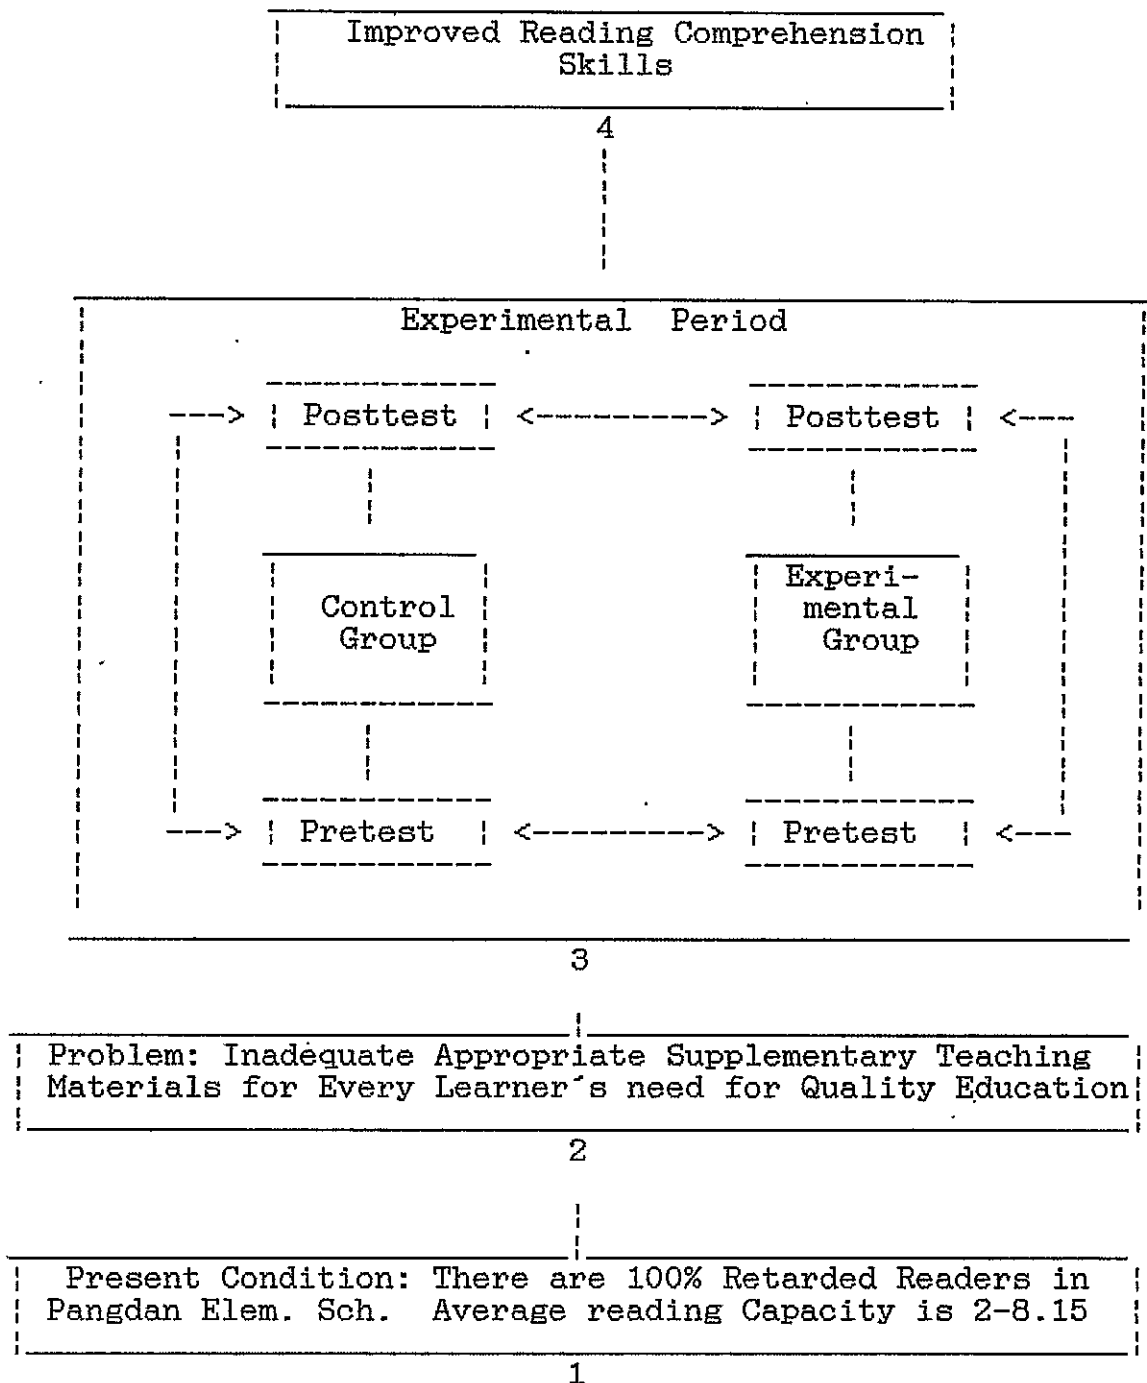 Improved Reading Comprehension
Skills
4
Experimental Period
Posttest Posttest
Control
Group
Experi-
mental
Group
Pretest Pretest
3
Problem: Inadequate Appropriate Supplementary Teaching
Materials for Every Learner's need for Quality Education
2
Present Condition: There are 100% Retarded Readers in
Pangdan Elem. Sch. Average reading Capacity is 2-8.15
1